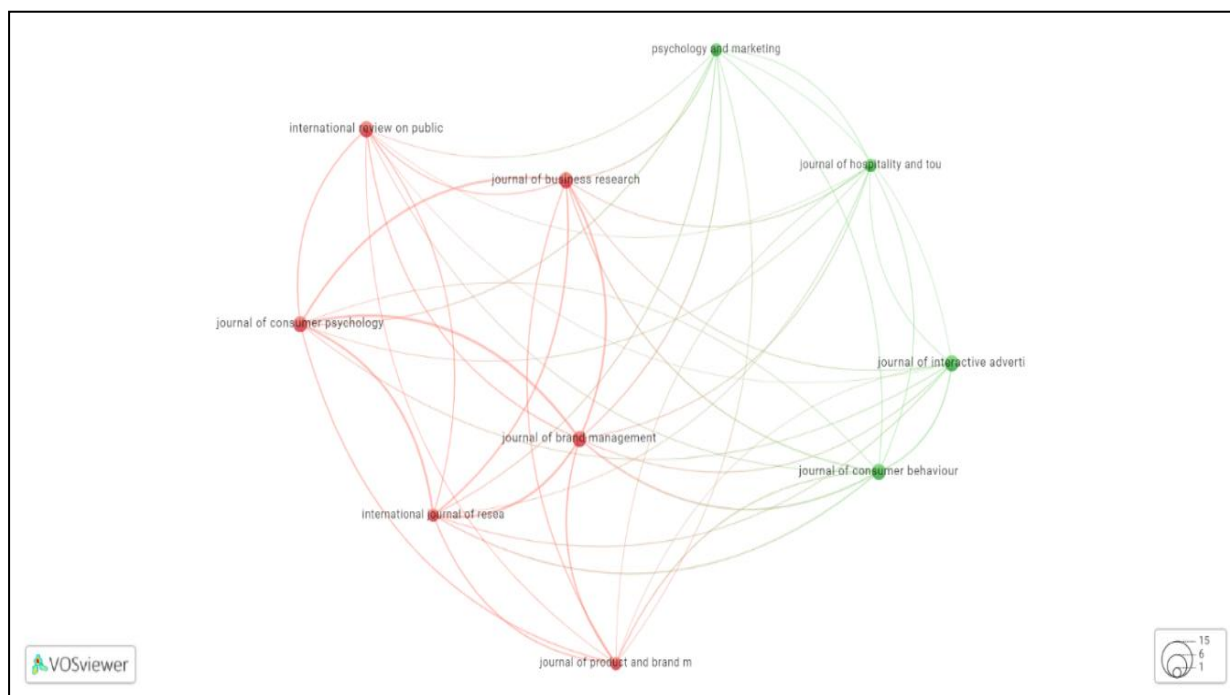 psychology and marketing
international review on public
journal of hospitality and tou
journal of business research
journal of consumer psychology
journal of interactive adverti
journal of brand management
journal of consumer behaviour
international journal of resea
journal of product and brand m
VOSviewer
15
6
1